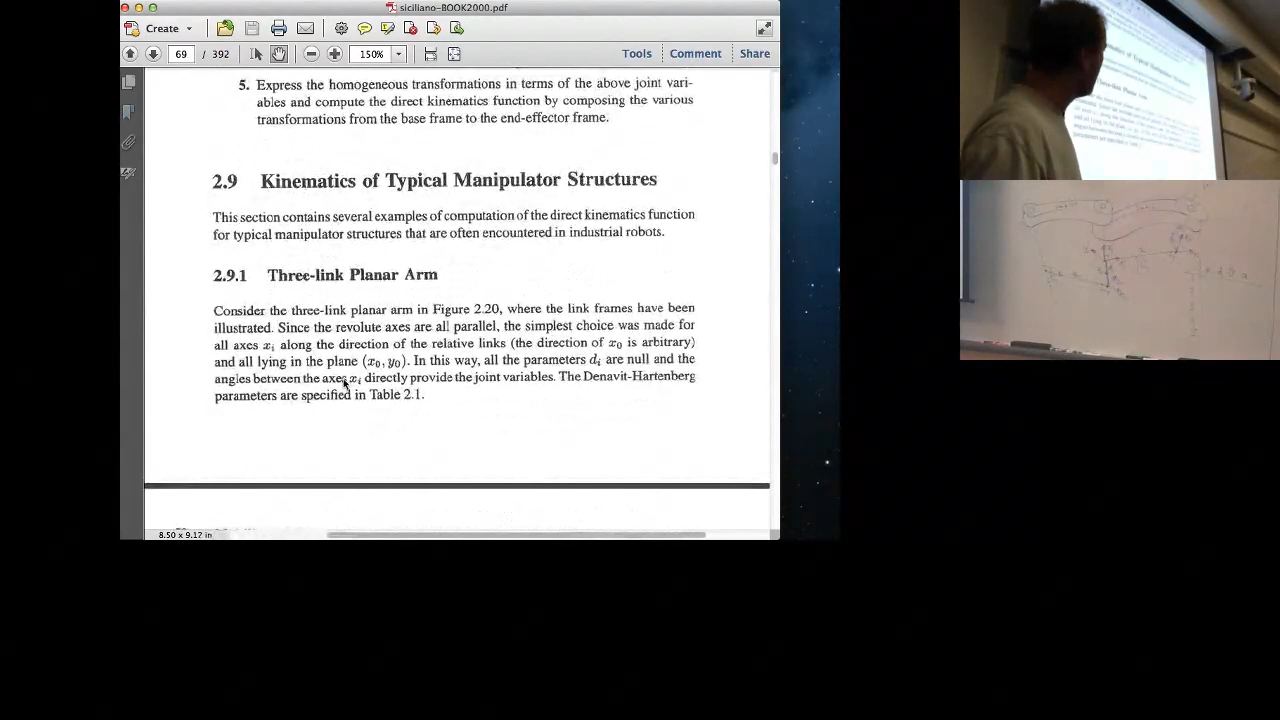 siciliano-BOOK2000.pdf
Create
69 / 392
150%
Tools
Comment
Share
5. Express the homogeneous transformations in terms of the above joint vari-
ables and compute the direct kinematics function by composing the various
transformations from the base frame to the end-effector frame.
2.9 Kinematics of Typical Manipulator Structures
This section contains several examples of computation of the direct kinematics function
for typical manipulator structures that are often encountered in industrial robots.
2.9.1 Three-link Planar Arm
Consider the three-link planar arm in Figure 2.20, where the link frames have been
illustrated. Since the revolute axes are all parallel, the simplest choice was made for
all axes xᵢ along the direction of the relative links (the direction of x₀ is arbitrary)
and all lying in the plane (x₀, y₀). In this way, all the parameters dᵢ are null and the
angles between the axes xᵢ directly provide the joint variables. The Denavit-Hartenberg
parameters are specified in Table 2.1.
8.50 x 9.17 in